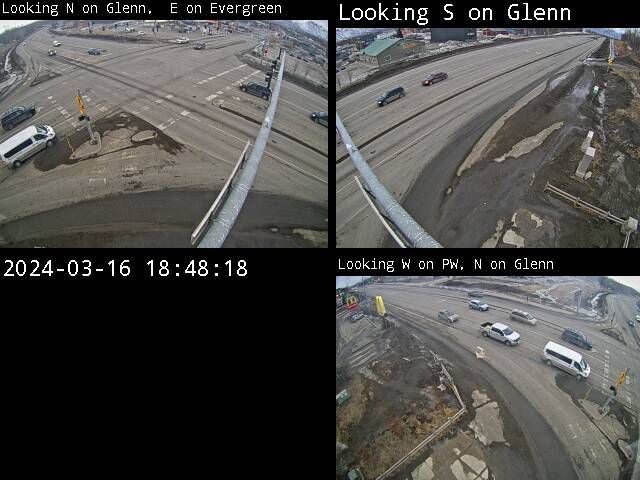 Looking N on Glenn,  E on Evergreen
Looking S on Glenn
2024-03-16 18:48:18
Looking W on PW, N on Glenn